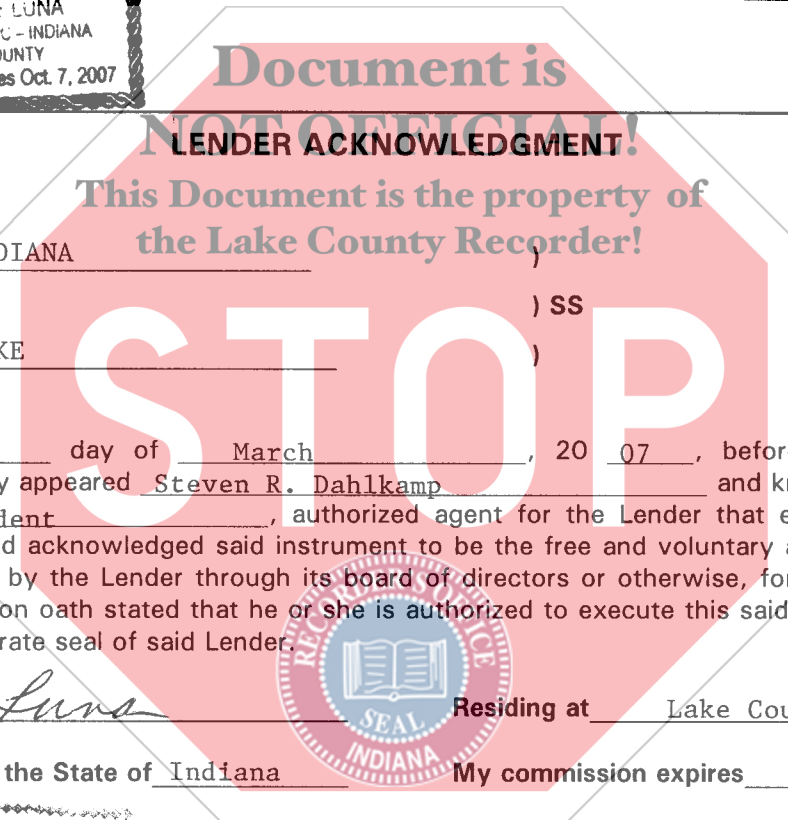 LUNA
C – INDIANA
OUNTY
es Oct. 7, 2007
Document is
NOT OFFICIAL!
LENDER ACKNOWLEDGMENT
This Document is the property of
the Lake County Recorder!
DIANA )
) SS
KE )
STOP
day of March, 20 07, befor
y appeared Steven R. Dahlkamp and k
dent, authorized agent for the Lender that e
d acknowledged said instrument to be the free and voluntary a
by the Lender through its board of directors or otherwise, for
on oath stated that he or she is authorized to execute this said
rate seal of said Lender.
RECORDER'S OFFICE
SEAL
INDIANA
Luna Residing at Lake Cou
the State of Indiana My commission expires